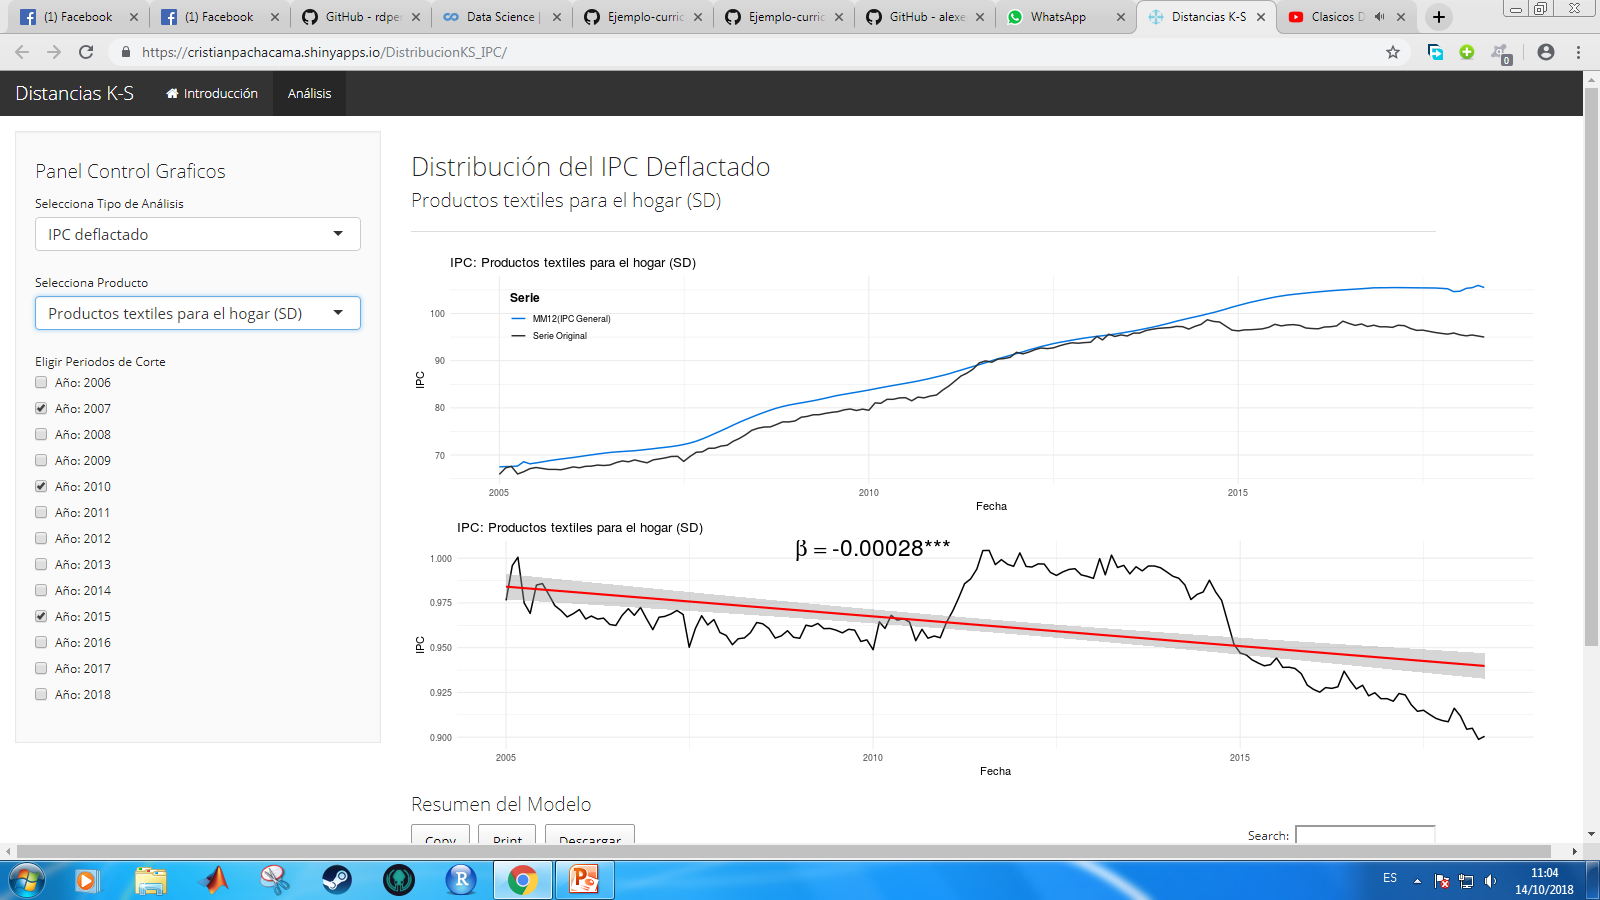 (1) Facebook
(1) Facebook
GitHub - rdpe
Data Science |
Ejemplo-curric
Ejemplo-curric
GitHub - alexe
WhatsApp
Distancias K-S
Clasicos D
https://cristianpachacama.shinyapps.io/DistribucionKS_IPC/
0
Distancias K-S
Introducción
Análisis
Panel Control Graficos
Selecciona Tipo de Análisis
IPC deflactado
Selecciona Producto
Productos textiles para el hogar (SD)
Eligir Periodos de Corte
Año: 2006
Año: 2007
Año: 2008
Año: 2009
Año: 2010
Año: 2011
Año: 2012
Año: 2013
Año: 2014
Año: 2015
Año: 2016
Año: 2017
Año: 2018
Distribución del IPC Deflactado
Productos textiles para el hogar (SD)
IPC: Productos textiles para el hogar (SD)
Serie
MM12(IPC General)
Serie Original
IPC
100
90
80
70
2005
2010
2015
Fecha
IPC: Productos textiles para el hogar (SD)
β = -0.00028***
IPC
1.000
0.975
0.950
0.925
0.900
2005
2010
2015
Fecha
Resumen del Modelo
Copy
Print
Descargar
Search:
ES
11:04
14/10/2018